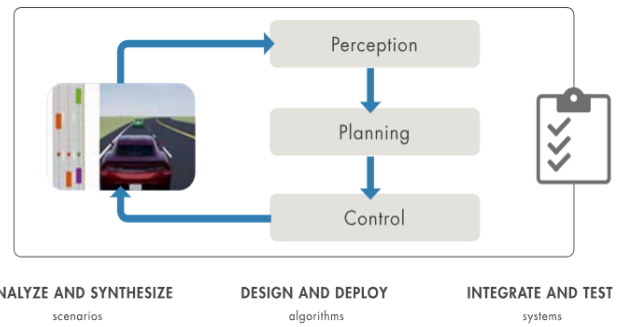 Perception
Planning
Control
NALYZE AND SYNTHESIZE
scenarios
DESIGN AND DEPLOY
algorithms
INTEGRATE AND TEST
systems